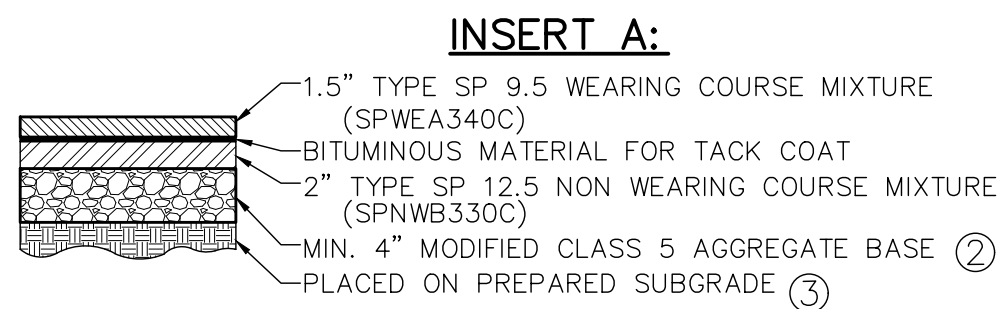 INSERT A:
1.5” TYPE SP 9.5 WEARING COURSE MIXTURE
(SPWEA340C)
BITUMINOUS MATERIAL FOR TACK COAT
2” TYPE SP 12.5 NON WEARING COURSE MIXTURE
(SPNWB330C)
MIN. 4” MODIFIED CLASS 5 AGGREGATE BASE ②
PLACED ON PREPARED SUBGRADE ③